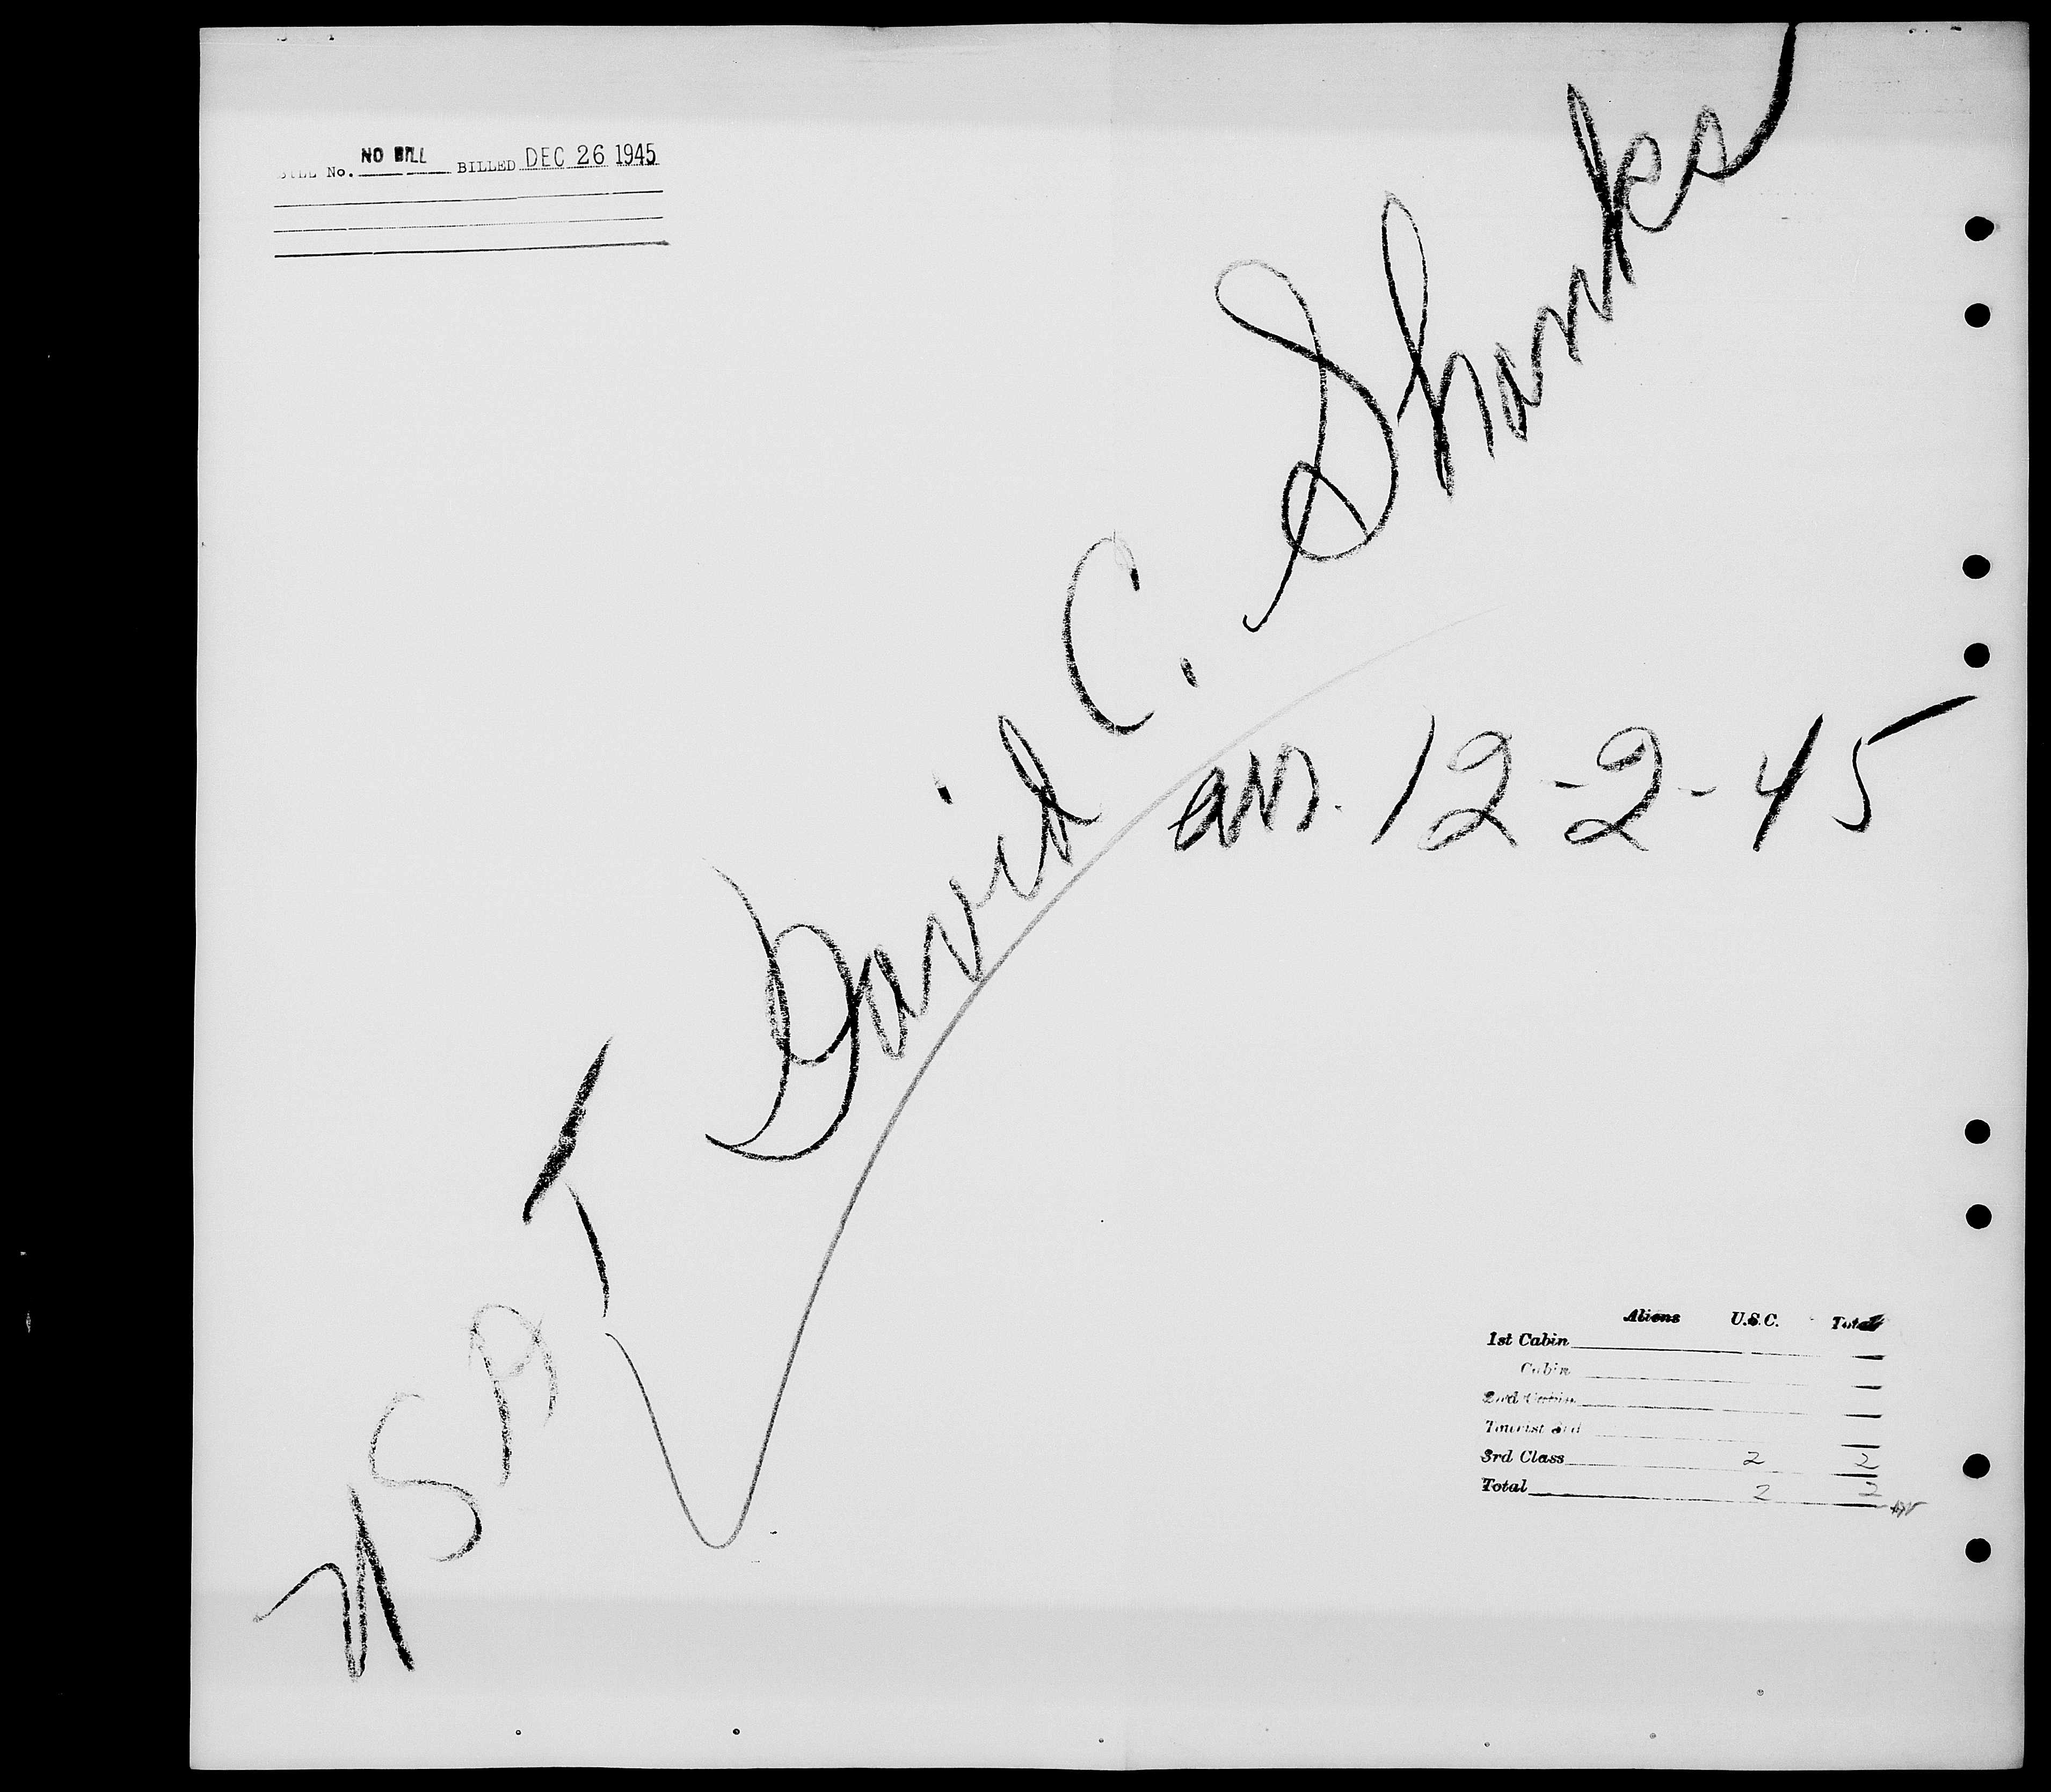 BILL No. NO BILL BILLED DEC 26 1945
USAT David C. Shanks
arr. 12-2-45
Aliens U.S.C. Total
1st Cabin —
Cabin —
2nd Cabin —
Tourist 3rd —
3rd Class 2 2
Total 2 2